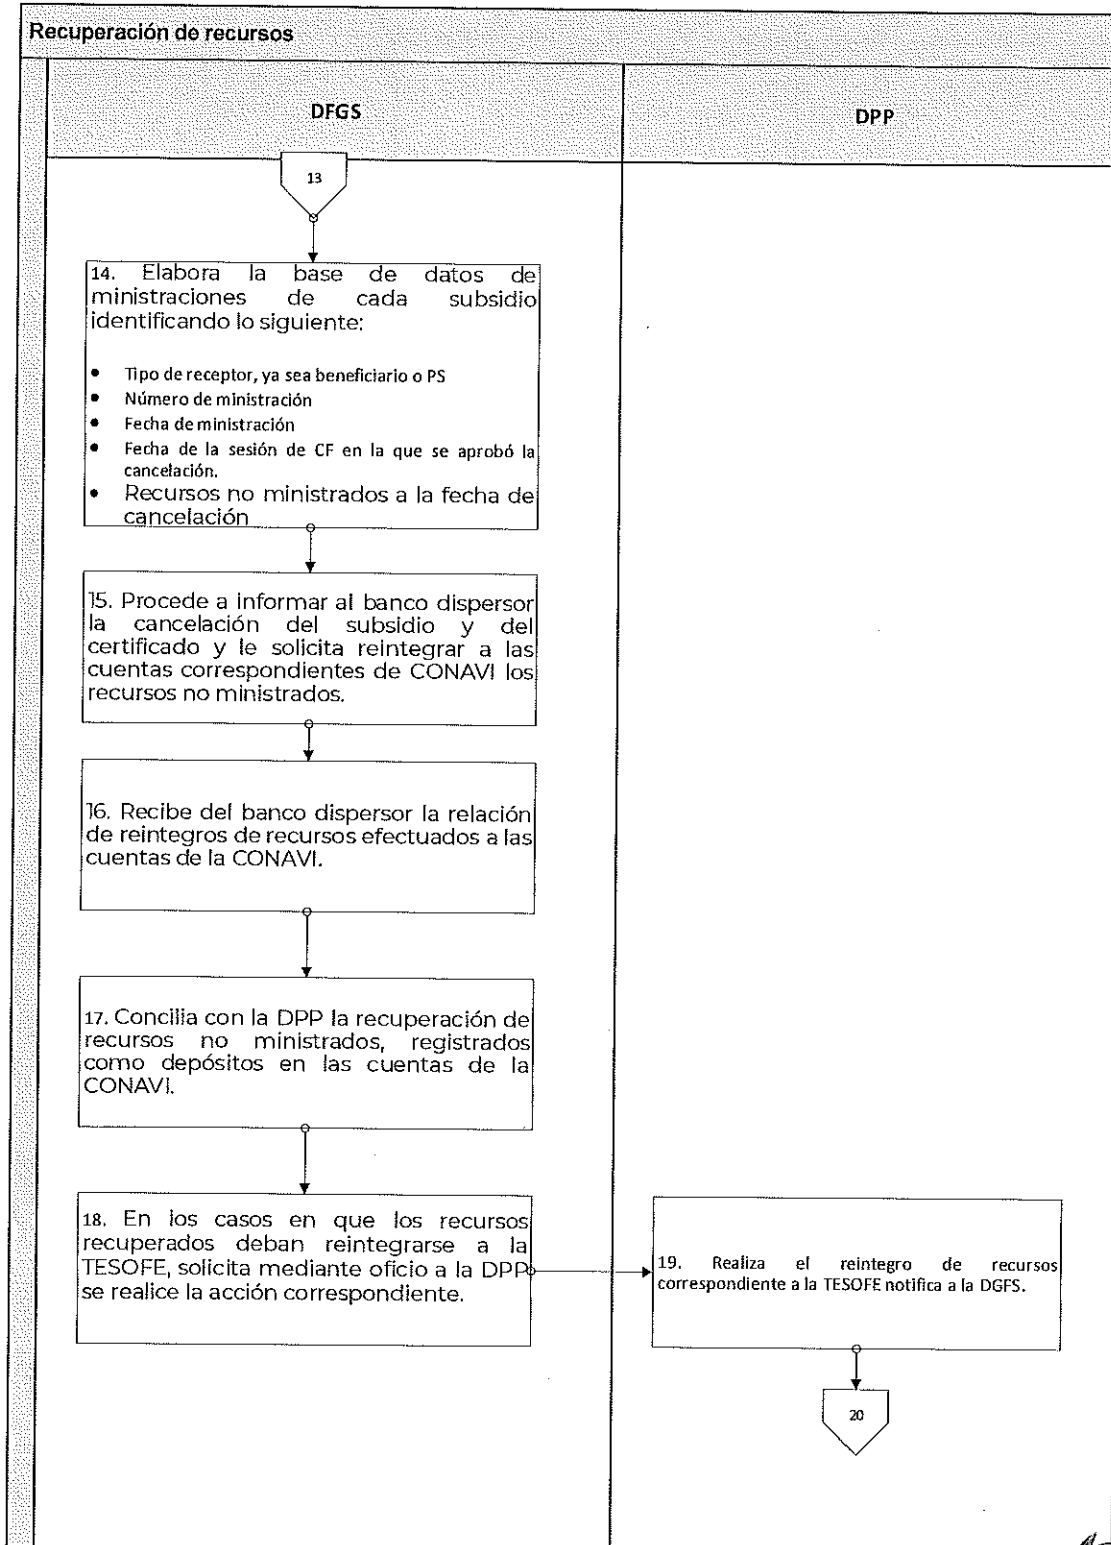 Recuperación de recursos
DFGS
DPP
13
14. Elabora la base de datos de
ministraciones de cada subsidio
identificando lo siguiente:
• Tipo de receptor, ya sea beneficiario o PS
• Número de ministración
• Fecha de ministración
• Fecha de la sesión de CF en la que se aprobó la
cancelación.
• Recursos no ministrados a la fecha de
cancelación
15. Procede a informar al banco dispersor
la cancelación del subsidio y del
certificado y le solicita reintegrar a las
cuentas correspondientes de CONAVI los
recursos no ministrados.
16. Recibe del banco dispersor la relación
de reintegros de recursos efectuados a las
cuentas de la CONAVI.
17. Concilia con la DPP la recuperación de
recursos no ministrados, registrados
como depósitos en las cuentas de la
CONAVI.
18. En los casos en que los recursos
recuperados deban reintegrarse a la
TESOFE, solicita mediante oficio a la DPP
se realice la acción correspondiente.
19. Realiza el reintegro de recursos
correspondiente a la TESOFE notifica a la DGFS.
20